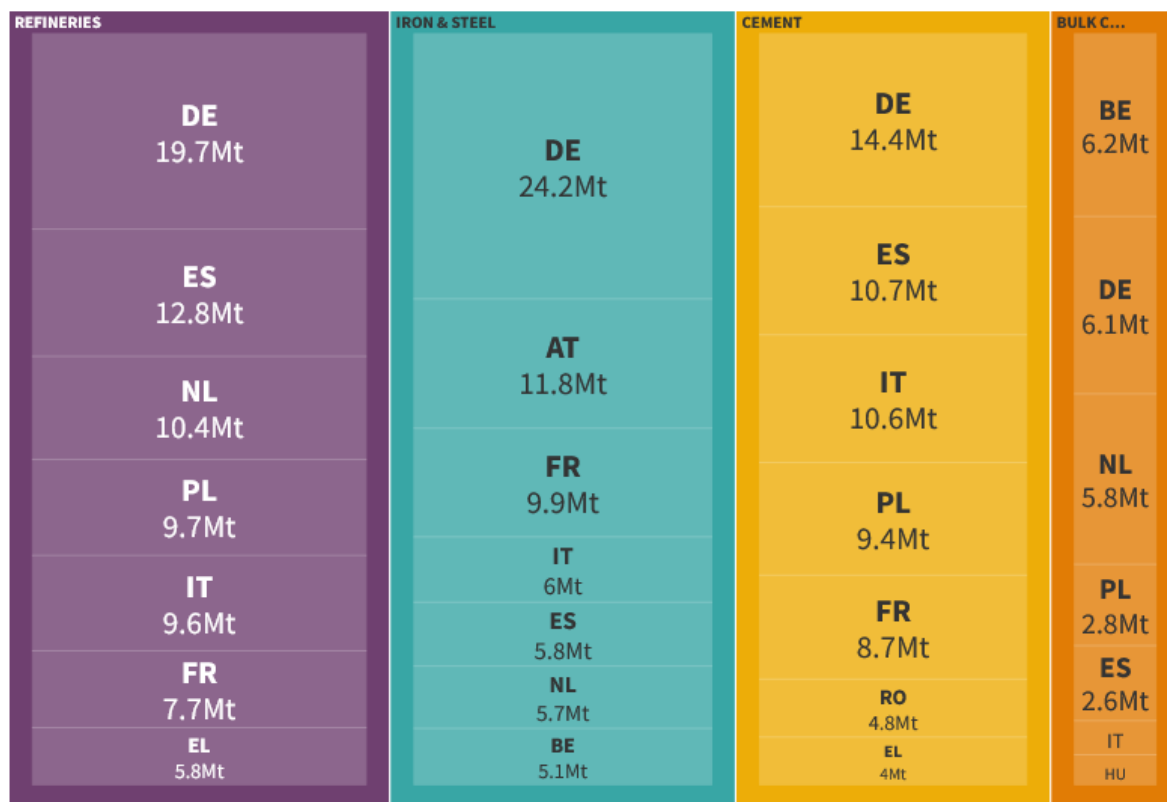 REFINERIES
DE
19.7Mt
ES
12.8Mt
NL
10.4Mt
PL
9.7Mt
IT
9.6Mt
FR
7.7Mt
EL
5.8Mt
IRON & STEEL
DE
24.2Mt
AT
11.8Mt
FR
9.9Mt
IT
6Mt
ES
5.8Mt
NL
5.7Mt
BE
5.1Mt
CEMENT
DE
14.4Mt
ES
10.7Mt
IT
10.6Mt
PL
9.4Mt
FR
8.7Mt
RO
4.8Mt
EL
4Mt
BULK C...
BE
6.2Mt
DE
6.1Mt
NL
5.8Mt
PL
2.8Mt
ES
2.6Mt
IT
HU